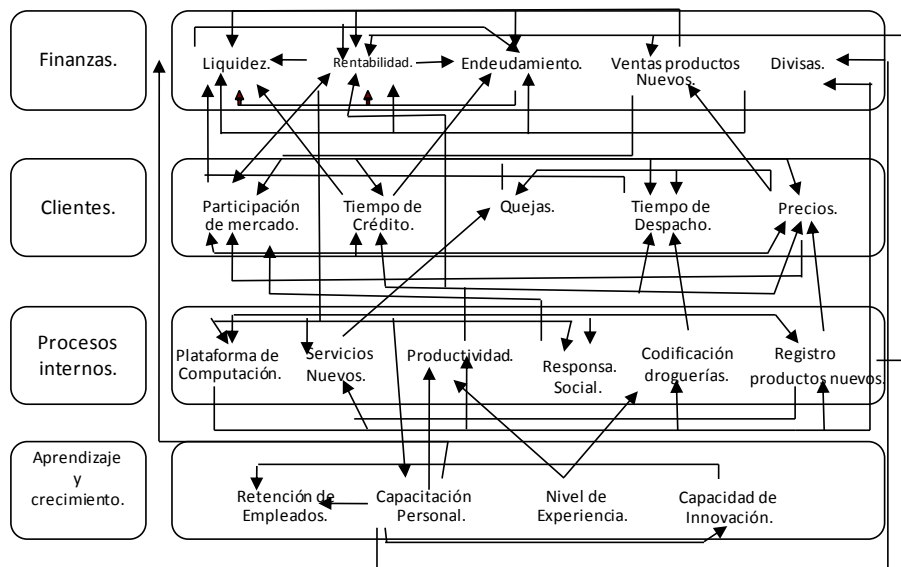 Finanzas.
Liquidez.
Rentabilidad.
Endeudamiento.
Ventas productos
Nuevos.
Divisas.
Clientes.
Participación
de mercado.
Tiempo de
Crédito.
Quejas.
Tiempo de
Despacho.
Precios.
Procesos
internos.
Plataforma de
Computación.
Servicios
Nuevos.
Productividad.
Responsa.
Social.
Codificación
droguerías.
Registro
productos nuevos.
Aprendizaje
y
crecimiento.
Retención de
Empleados.
Capacitación
Personal.
Nivel de
Experiencia.
Capacidad de
Innovación.